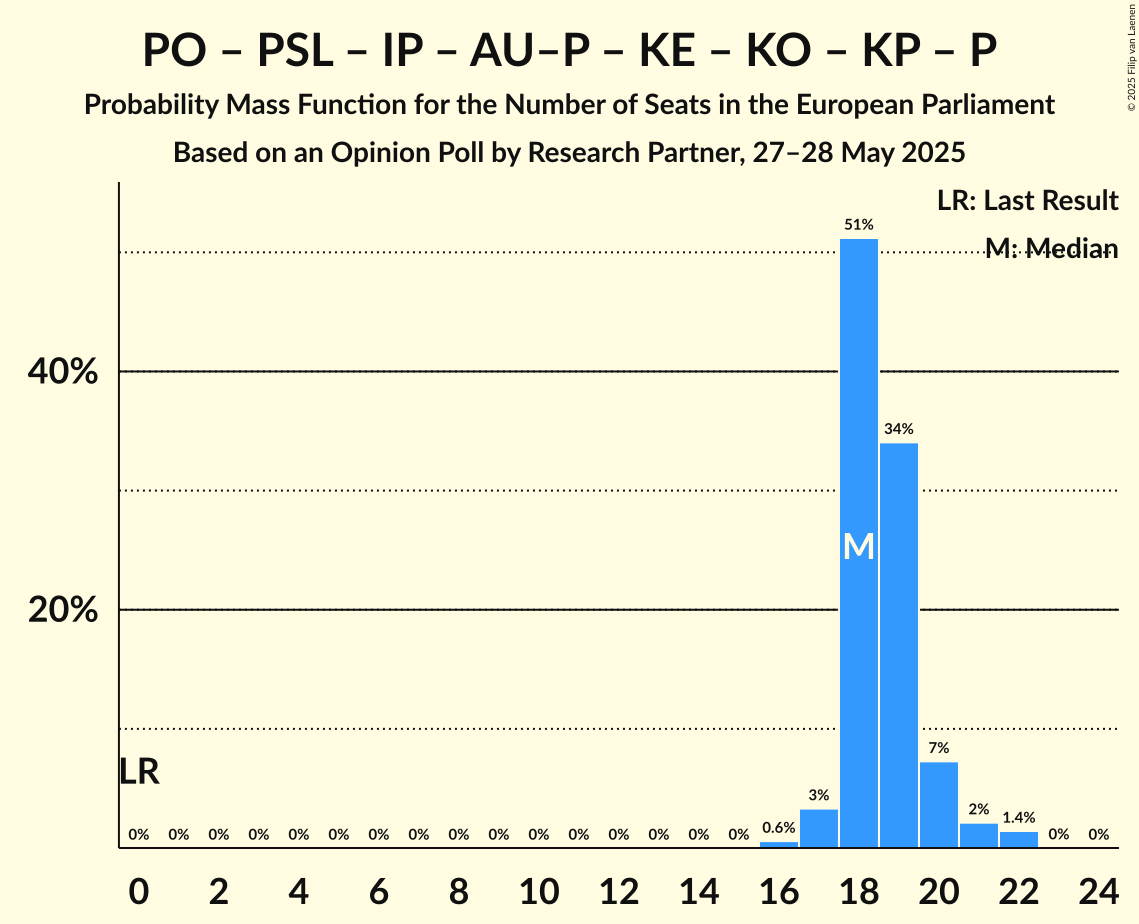 PO – PSL – IP – AU–P – KE – KO – KP – P
Probability Mass Function for the Number of Seats in the European Parliament
Based on an Opinion Poll by Research Partner, 27–28 May 2025
© 2025 Filip van Laenen
LR: Last Result
M: Median
51%
40%
34%
M
20%
LR
7%
3%
2%
1.4%
0.6%
0% 0% 0% 0% 0% 0% 0% 0% 0% 0% 0% 0% 0% 0% 0% 0% 0% 0%
0 2 4 6 8 10 12 14 16 18 20 22 24